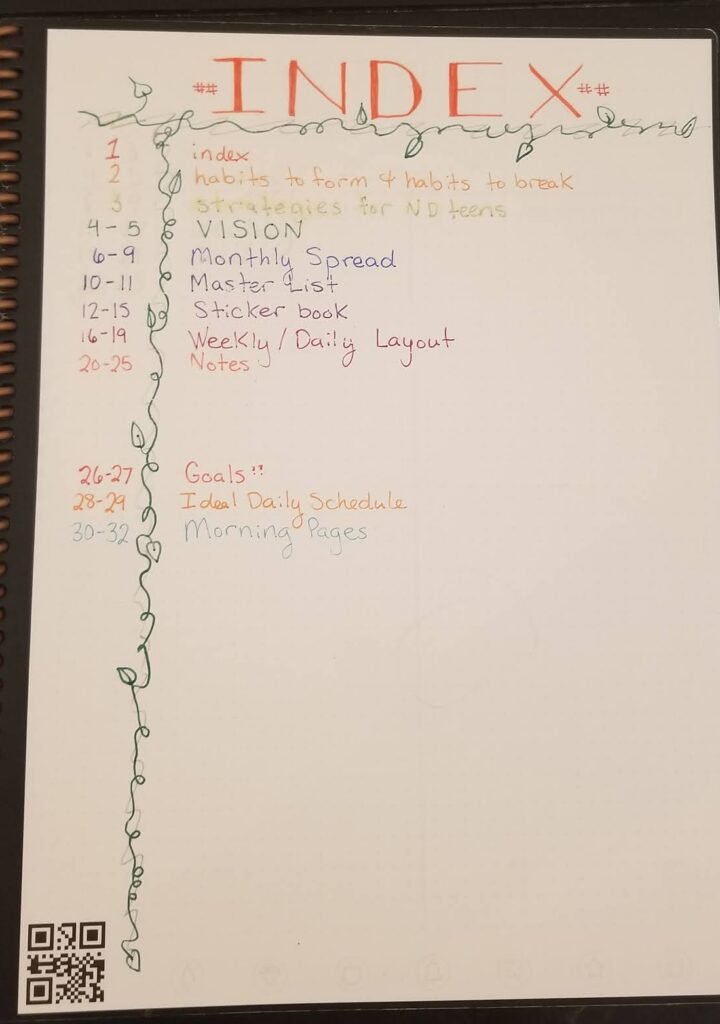 ## INDEX ##
1 index
2 habits to form & habits to break
3 strategies for ND teens
4-5 VISION
6-9 Monthly Spread
10-11 Master List
12-15 Sticker book
16-19 Weekly/Daily Layout
20-25 Notes
26-27 Goals!!
28-29 Ideal Daily Schedule
30-32 Morning Pages